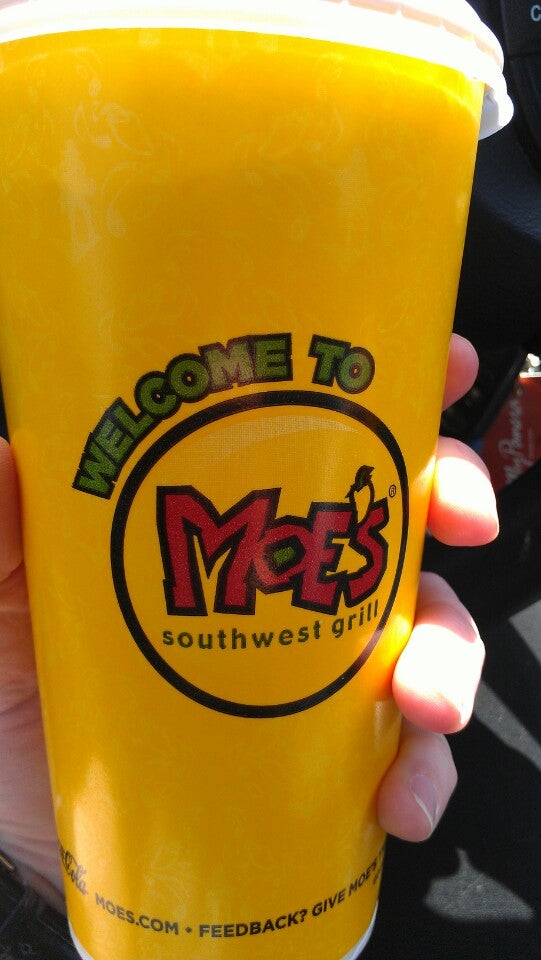 WELCOME TO
MOE'S®
southwest grill
MOES.COM • FEEDBACK? GIVE MOE'S